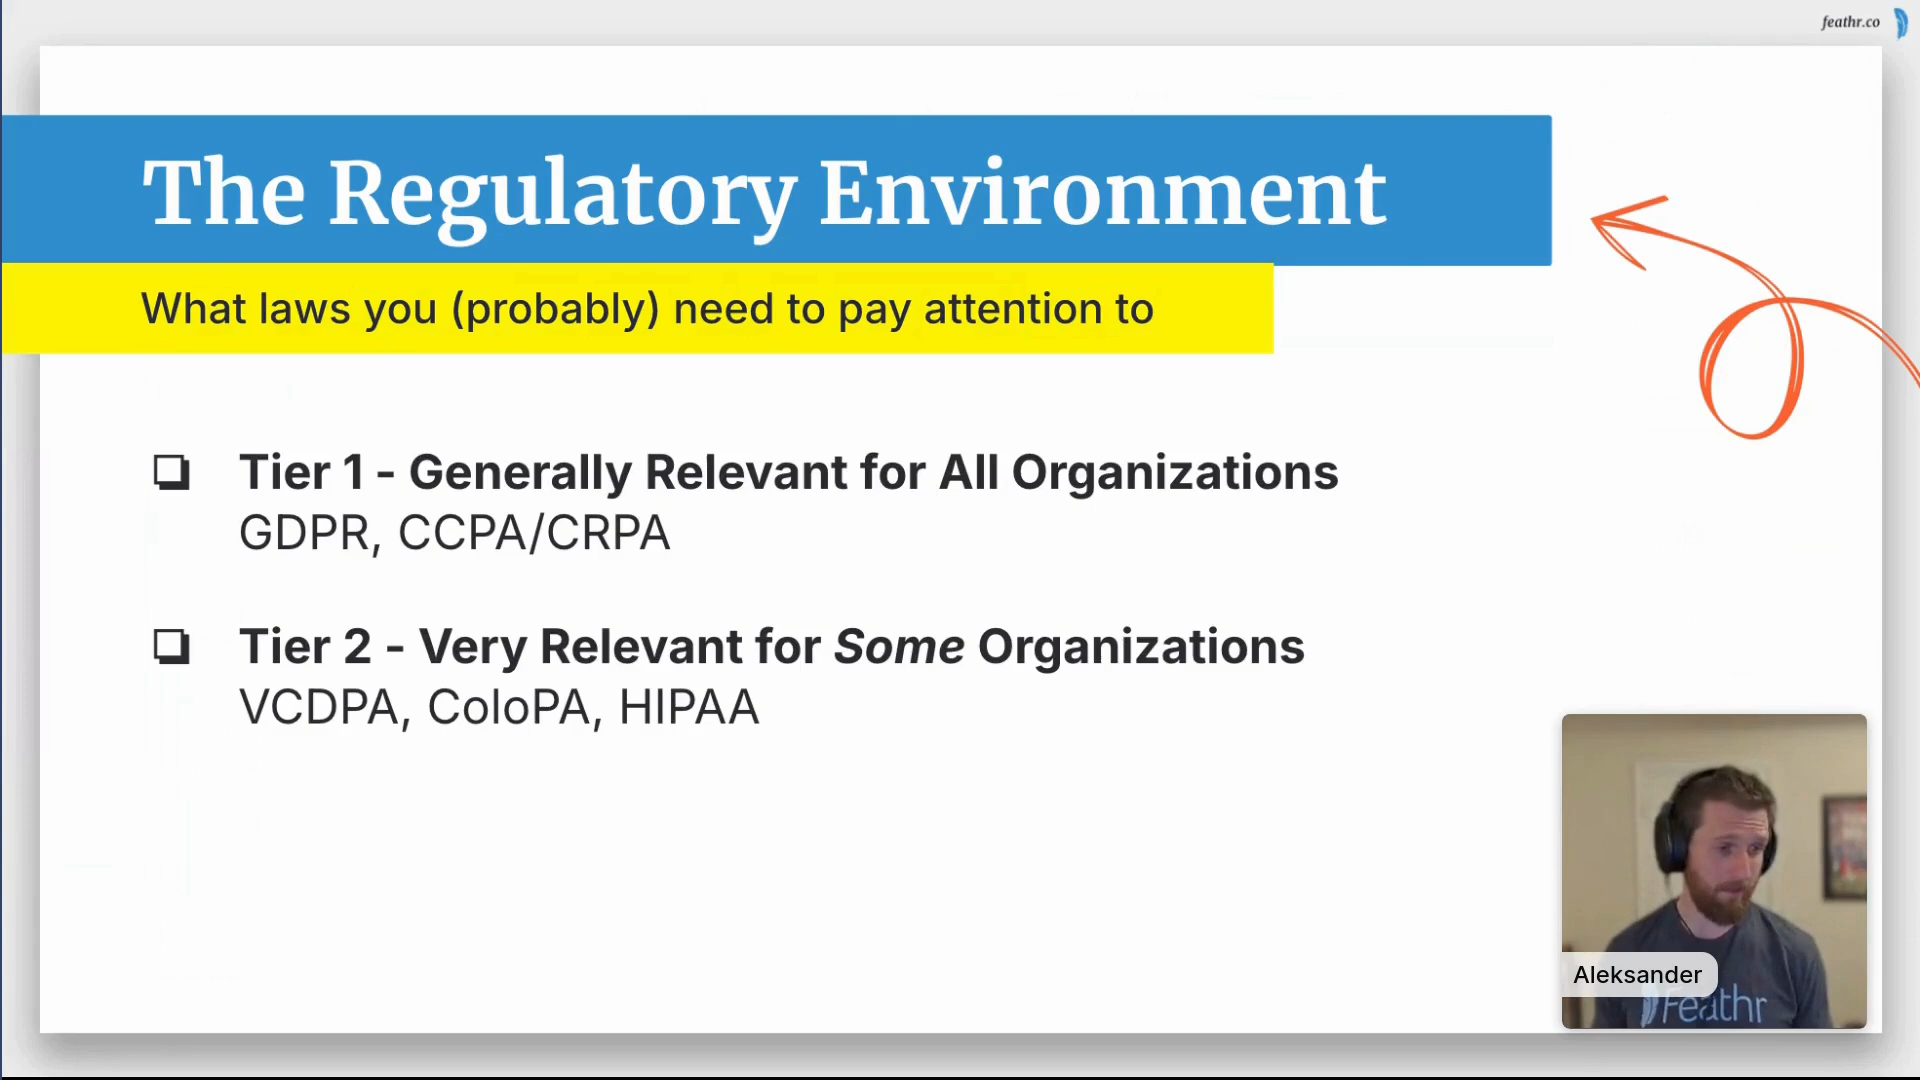 feathr.co
The Regulatory Environment
What laws you (probably) need to pay attention to
Tier 1 - Generally Relevant for All Organizations
GDPR, CCPA/CRPA
Tier 2 - Very Relevant for Some Organizations
VCDPA, ColoPA, HIPAA
Aleksander
Feathr